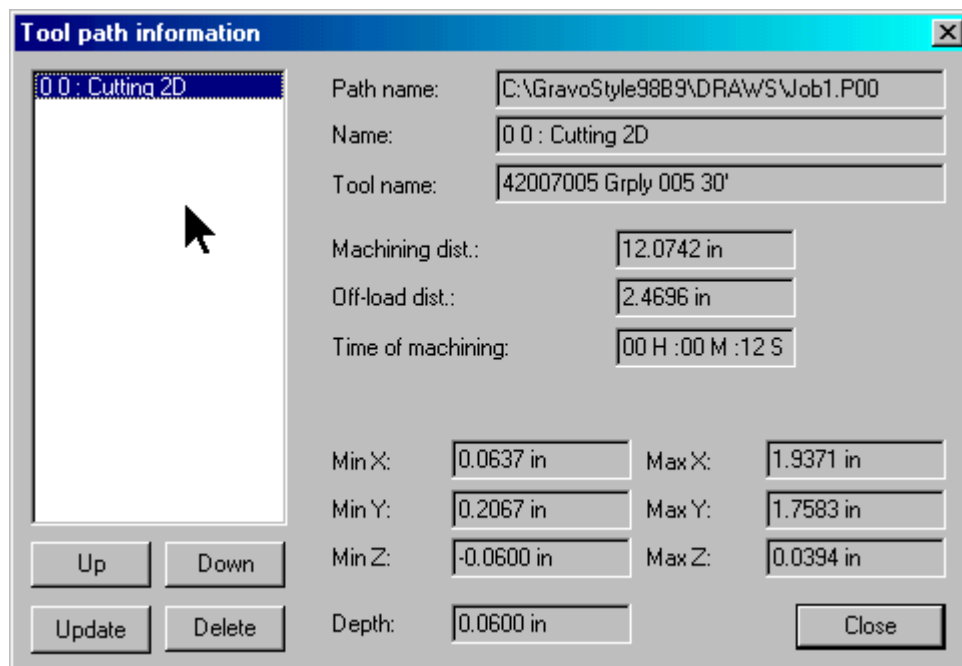 Tool path information
0 0 : Cutting 2D
Path name: C:\GravoStyle98B9\DRAWS\Job1.P00
Name: 0 0 : Cutting 2D
Tool name: 42007005 Grply 005 30'
Machining dist.: 12.0742 in
Off-load dist.: 2.4696 in
Time of machining: 00 H :00 M :12 S
Min X: 0.0637 in Max X: 1.9371 in
Min Y: 0.2067 in Max Y: 1.7583 in
Min Z: -0.0600 in Max Z: 0.0394 in
Up Down
Update Delete
Depth: 0.0600 in
Close